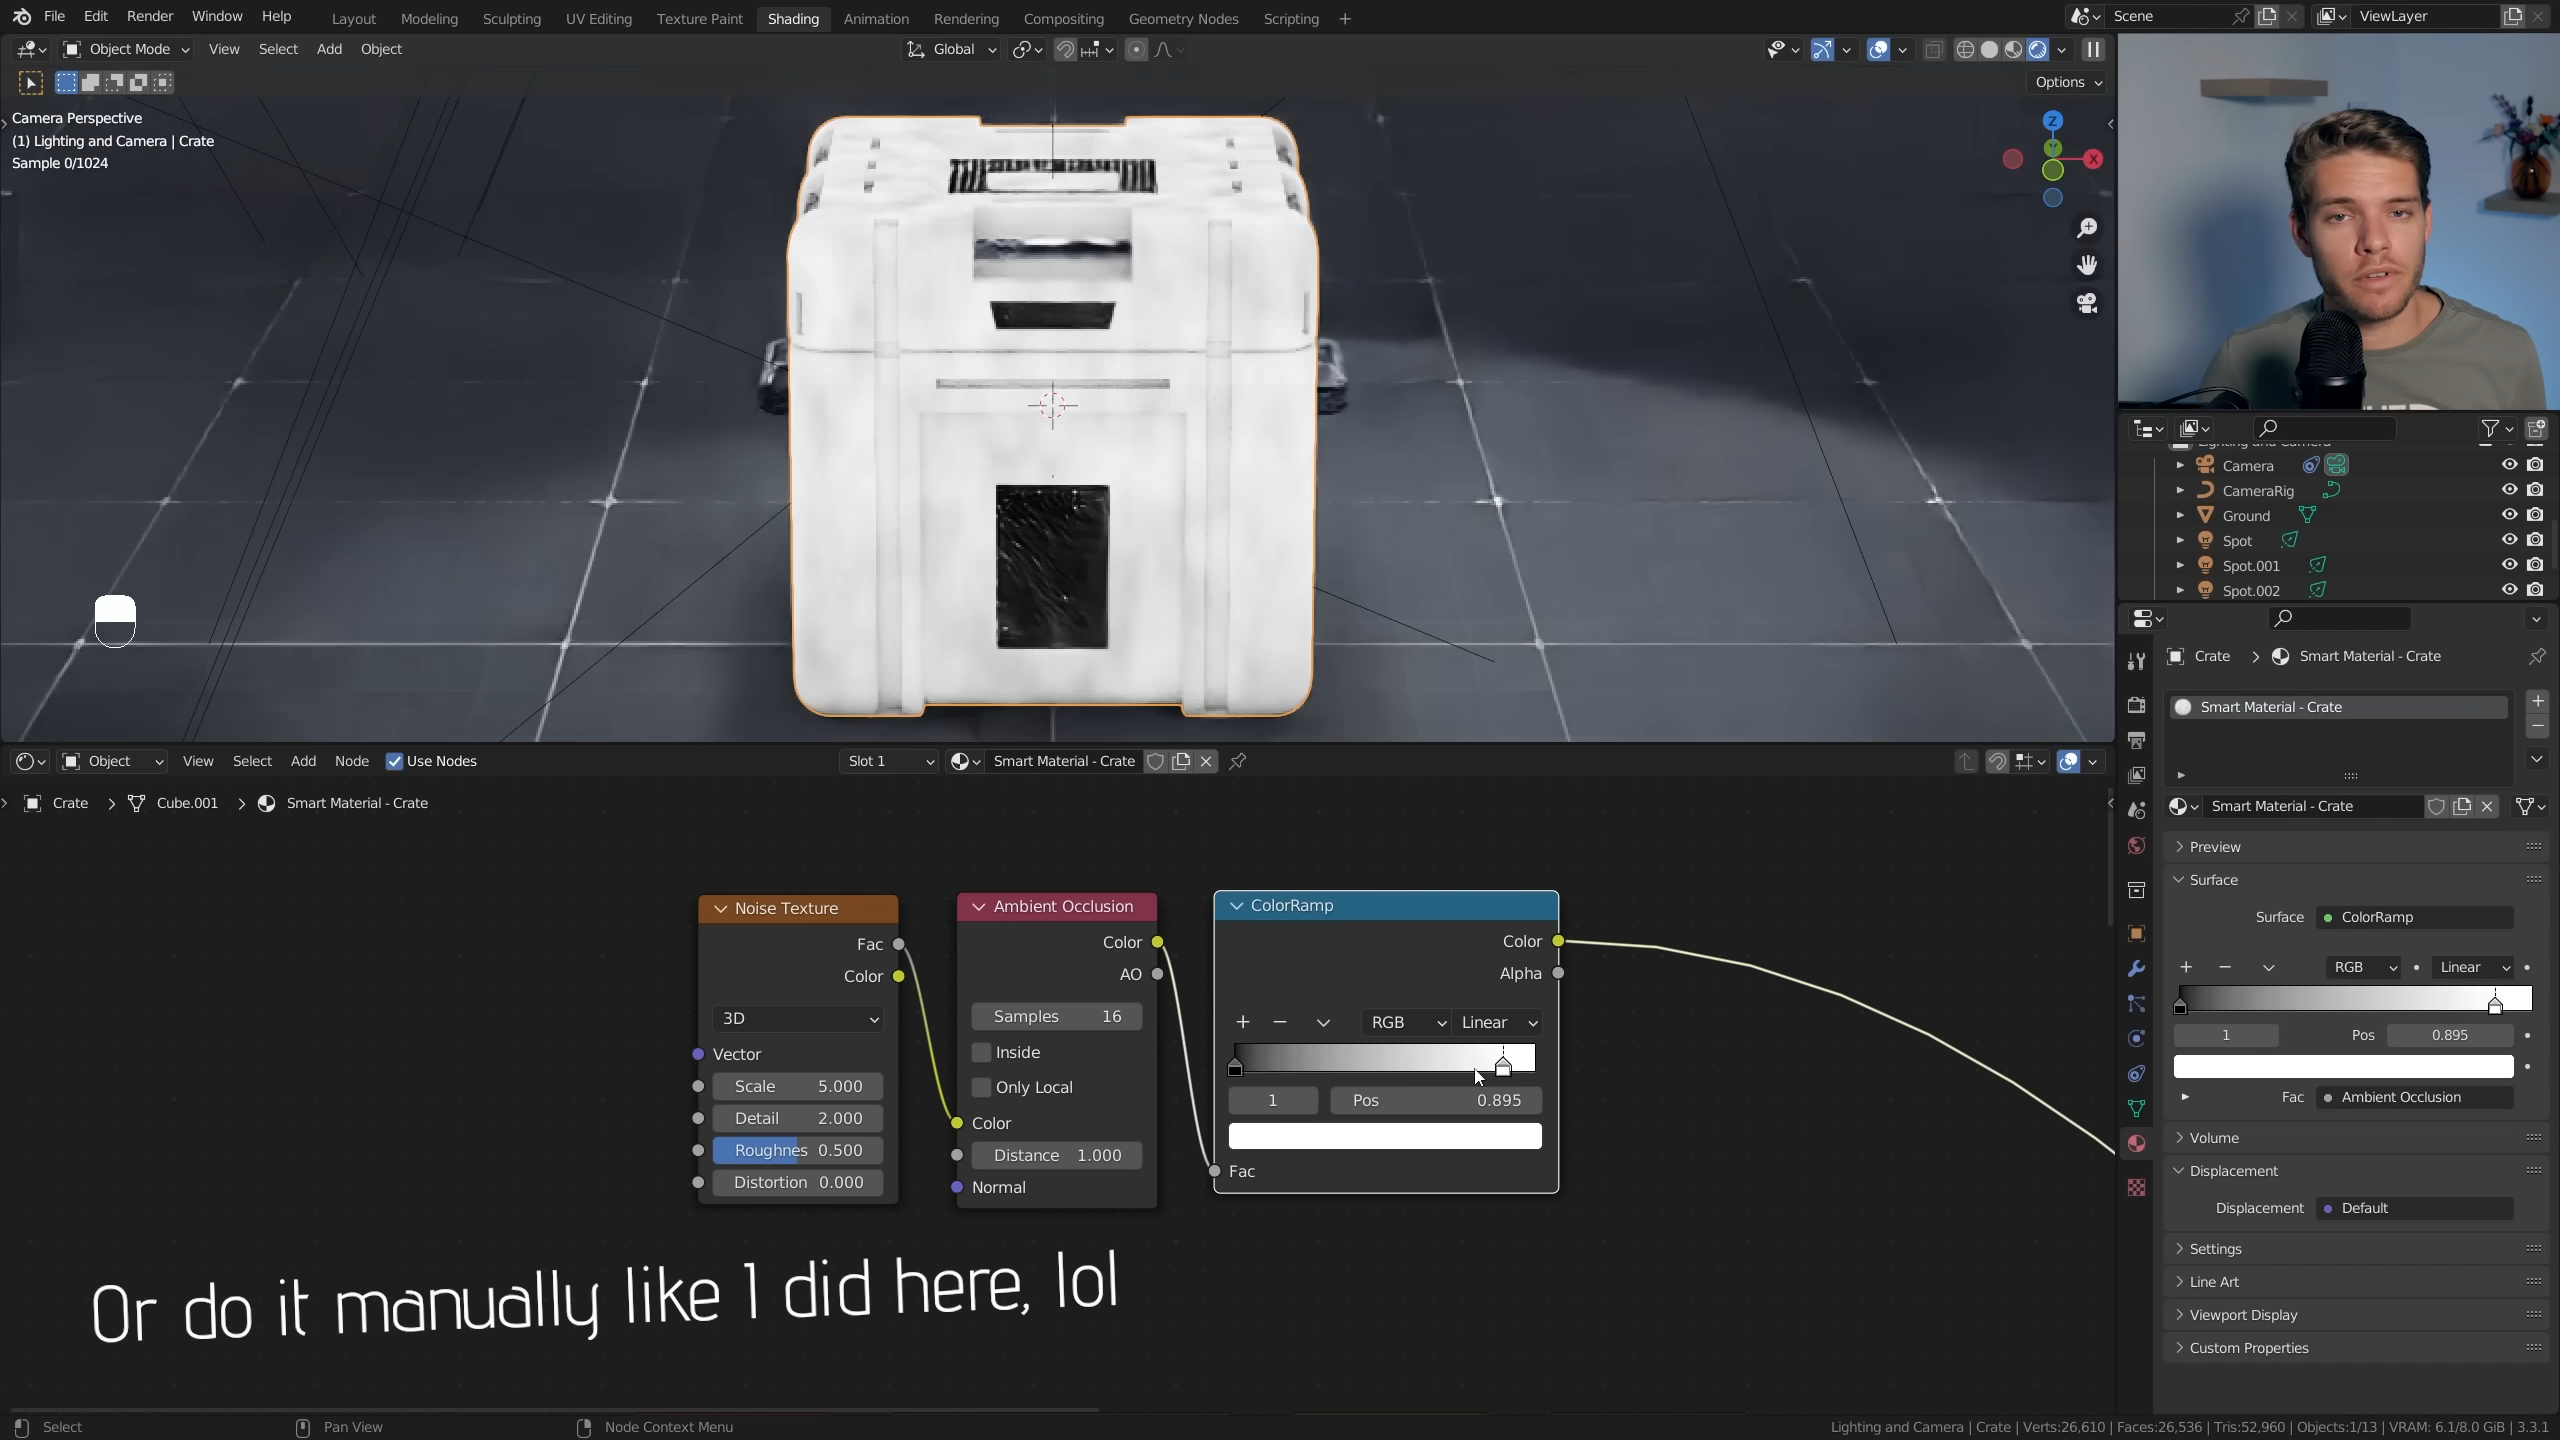 File Edit Render Window Help Layout Modeling Sculpting UV Editing Texture Paint Shading Animation Rendering Compositing Geometry Nodes Scripting + Scene ViewLayer
Object Mode View Select Add Object Global
Options
Camera Perspective
(1) Lighting and Camera | Crate
Sample 0/1024
Z
Y
X
Lighting and Camera
Camera
CameraRig
Ground
Spot
Spot.001
Spot.002
Crate > Smart Material - Crate
Smart Material - Crate
Smart Material - Crate
Preview
Surface
Surface ColorRamp
RGB Linear
1 Pos 0.895
Fac Ambient Occlusion
Volume
Displacement
Displacement Default
Settings
Line Art
Viewport Display
Custom Properties
Object View Select Add Node Use Nodes Slot 1 Smart Material - Crate
Crate > Cube.001 > Smart Material - Crate
Noise Texture
Fac
Color
3D
Vector
Scale 5.000
Detail 2.000
Roughnes 0.500
Distortion 0.000
Ambient Occlusion
Color
AO
Samples 16
Inside
Only Local
Color
Distance 1.000
Normal
ColorRamp
Color
Alpha
RGB Linear
1 Pos 0.895
Fac
Or do it manually like I did here, lol
Select Pan View Node Context Menu Lighting and Camera | Crate | Verts:26,610 | Faces:26,536 | Tris:52,960 | Objects:1/13 | VRAM: 6.1/8.0 GiB | 3.3.1